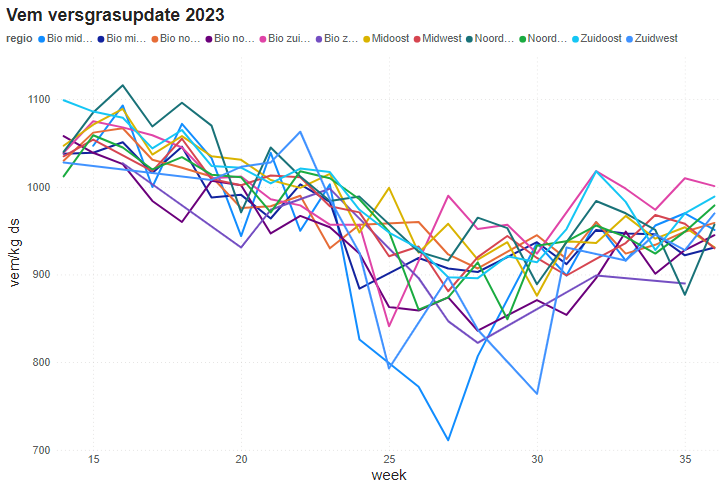 Vem versgrasupdate 2023
regio Bio mid… Bio mi… Bio no… Bio no… Bio zui… Bio z… Midoost Midwest Noord… Noord… Zuidoost Zuidwest
1100
1000
900
800
700
vem/kg ds
15 20 25 30 35
week